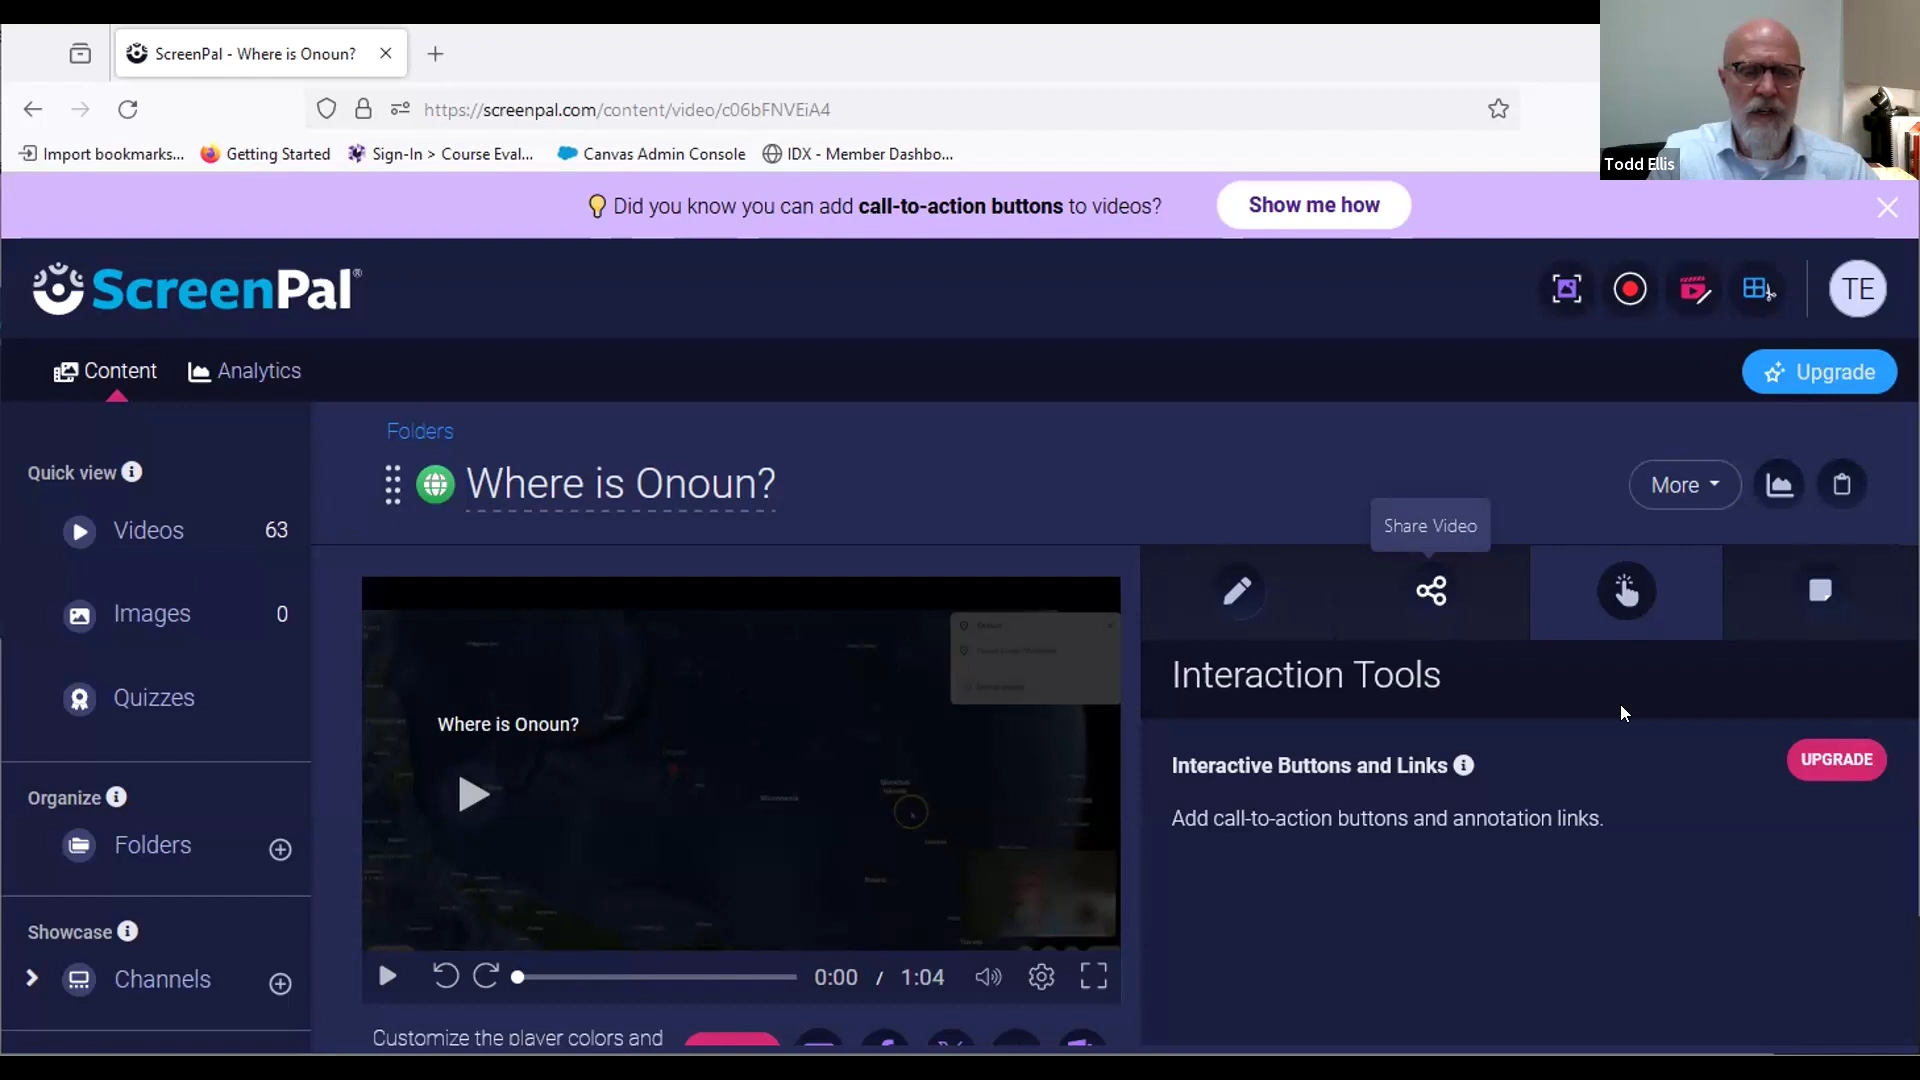 ScreenPal - Where is Onoun?
https://screenpal.com/content/video/c06bFNVEiA4
Import bookmarks...
Getting Started
Sign-In > Course Eval...
Canvas Admin Console
IDX - Member Dashbo...
Todd Ellis
Did you know you can add call-to-action buttons to videos?
Show me how
ScreenPal®
TE
Content
Analytics
Upgrade
Folders
Quick view
Where is Onoun?
More
Share Video
Videos 63
Images 0
Quizzes
Interaction Tools
Where is Onoun?
Interactive Buttons and Links
UPGRADE
Add call-to-action buttons and annotation links.
Organize
Folders
Showcase
Channels
0:00 / 1:04
Customize the player colors and